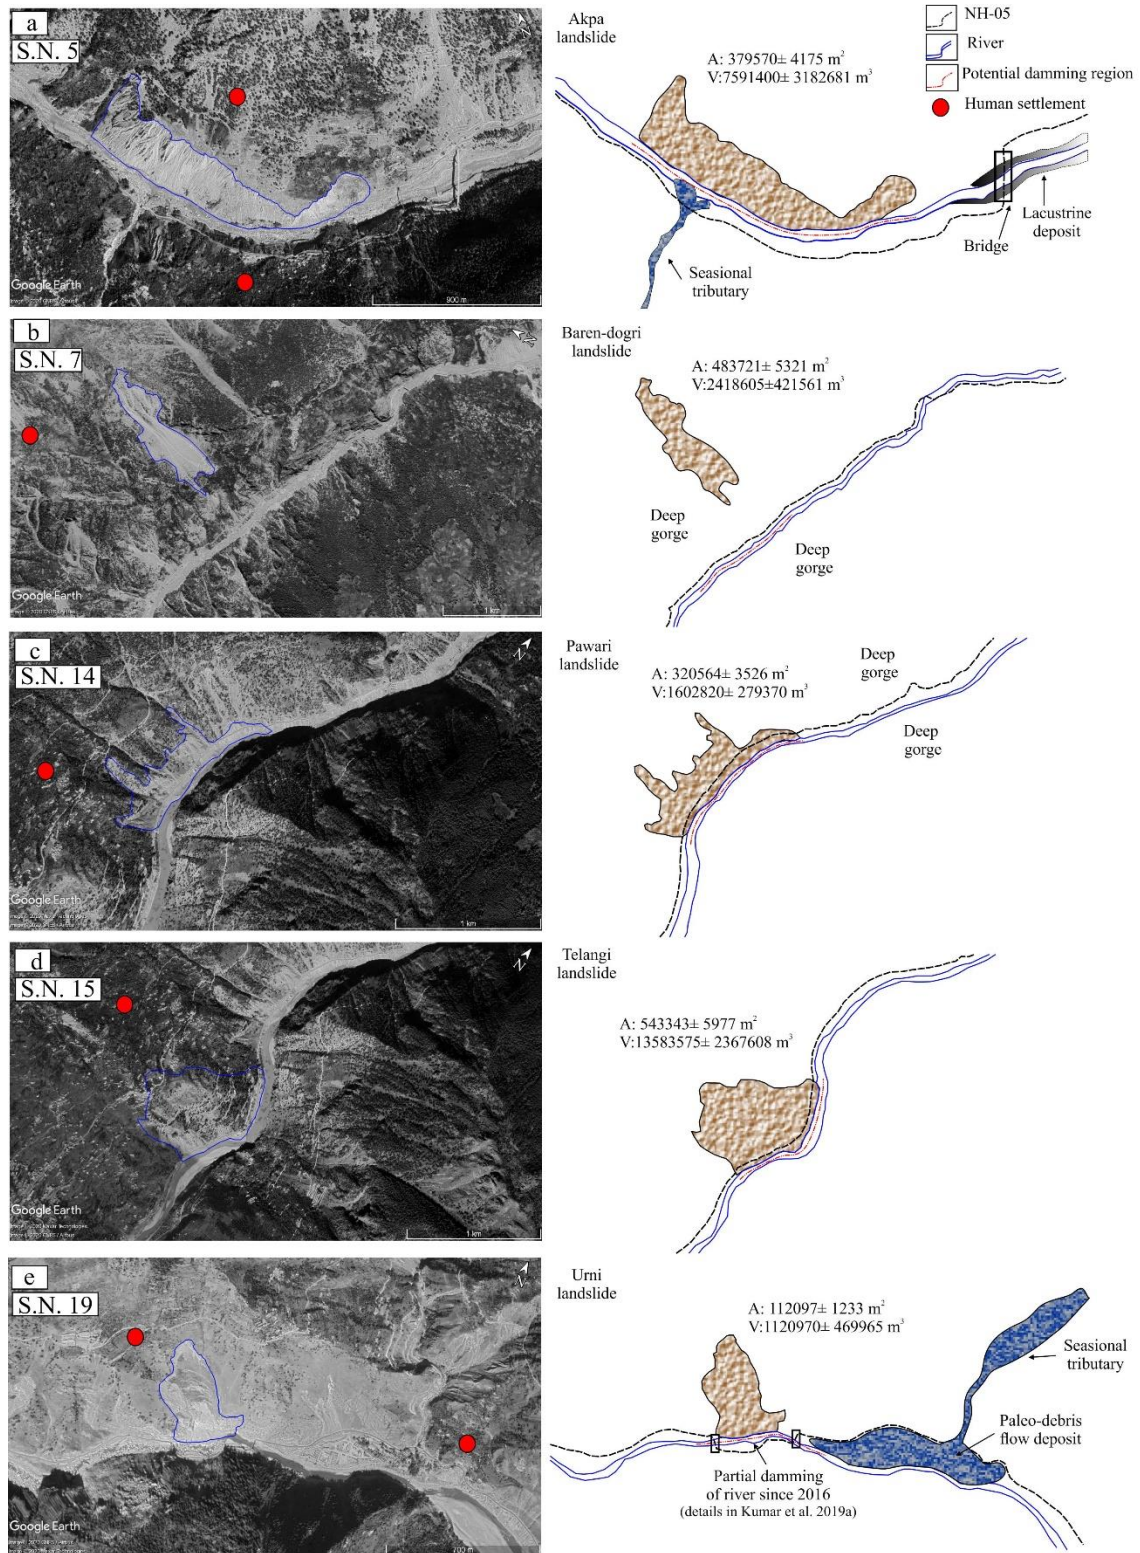 a
S.N. 5
N
Google Earth
900 m
Akpa
landslide
A: 379570± 4175 m²
V:7591400± 3182681 m³
NH-05
River
Potential damming region
Human settlement
Seasonal
tributary
Bridge
Lacustrine
deposit
b
S.N. 7
Google Earth
1 km
Baren-dogri
landslide
A: 483721± 5321 m²
V:2418605±421561 m³
Deep
gorge
Deep
gorge
c
S.N. 14
N
Google Earth
1 km
Pawari
landslide
A: 320564± 3526 m²
V:1602820± 279370 m³
Deep
gorge
Deep
gorge
d
S.N. 15
N
Google Earth
1 km
Telangi
landslide
A: 543343± 5977 m²
V:13583575± 2367608 m³
e
S.N. 19
Google Earth
700 m
Urni
landslide
A: 112097± 1233 m²
V:1120970± 469965 m³
Seasonal
tributary
Paleo-debris
flow deposit
Partial damming
of river since 2016
(details in Kumar et al. 2019a)